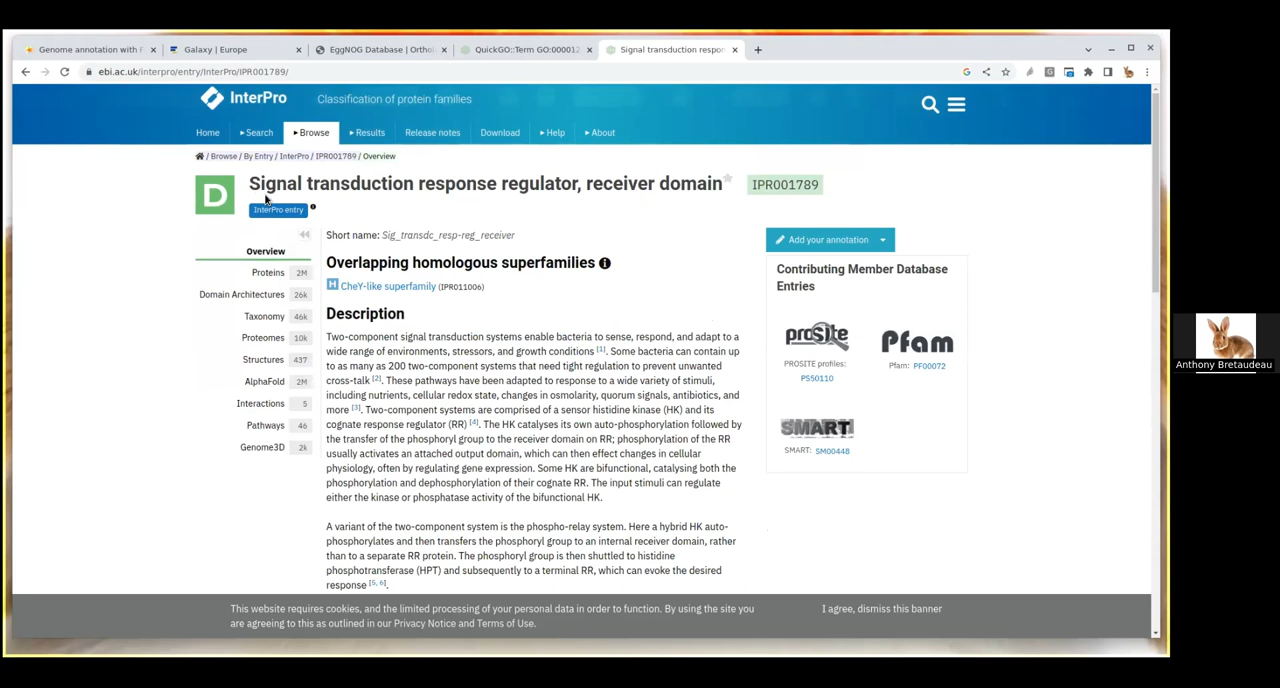 Genome annotation with F
Galaxy | Europe
EggNOG Database | Ortho
QuickGO::Term GO:000012
Signal transduction respon
ebi.ac.uk/interpro/entry/InterPro/IPR001789/
InterPro
Classification of protein families
Home
Search
Browse
Results
Release notes
Download
Help
About
/ Browse / By Entry / InterPro / IPR001789 / Overview
D
Signal transduction response regulator, receiver domain
IPR001789
InterPro entry
Overview
Proteins 2M
Domain Architectures 26k
Taxonomy 46k
Proteomes 10k
Structures 437
AlphaFold 2M
Interactions 5
Pathways 46
Genome3D 2k
Short name: Sig_transdc_resp-reg_receiver
Overlapping homologous superfamilies
H CheY-like superfamily (IPR011006)
Description
Two-component signal transduction systems enable bacteria to sense, respond, and adapt to a
wide range of environments, stressors, and growth conditions [1]. Some bacteria can contain up
to as many as 200 two-component systems that need tight regulation to prevent unwanted
cross-talk [2]. These pathways have been adapted to response to a wide variety of stimuli,
including nutrients, cellular redox state, changes in osmolarity, quorum signals, antibiotics, and
more [3]. Two-component systems are comprised of a sensor histidine kinase (HK) and its
cognate response regulator (RR) [4]. The HK catalyses its own auto-phosphorylation followed by
the transfer of the phosphoryl group to the receiver domain on RR; phosphorylation of the RR
usually activates an attached output domain, which can then effect changes in cellular
physiology, often by regulating gene expression. Some HK are bifunctional, catalysing both the
phosphorylation and dephosphorylation of their cognate RR. The input stimuli can regulate
either the kinase or phosphatase activity of the bifunctional HK.
A variant of the two-component system is the phospho-relay system. Here a hybrid HK auto-
phosphorylates and then transfers the phosphoryl group to an internal receiver domain, rather
than to a separate RR protein. The phosphoryl group is then shuttled to histidine
phosphotransferase (HPT) and subsequently to a terminal RR, which can evoke the desired
response [5, 6].
Add your annotation
Contributing Member Database
Entries
proSite
PROSITE profiles:
PS50110
Pfam
Pfam: PF00072
SMART
SMART: SM00448
This website requires cookies, and the limited processing of your personal data in order to function. By using the site you
are agreeing to this as outlined in our Privacy Notice and Terms of Use.
I agree, dismiss this banner
Anthony Bretaudeau